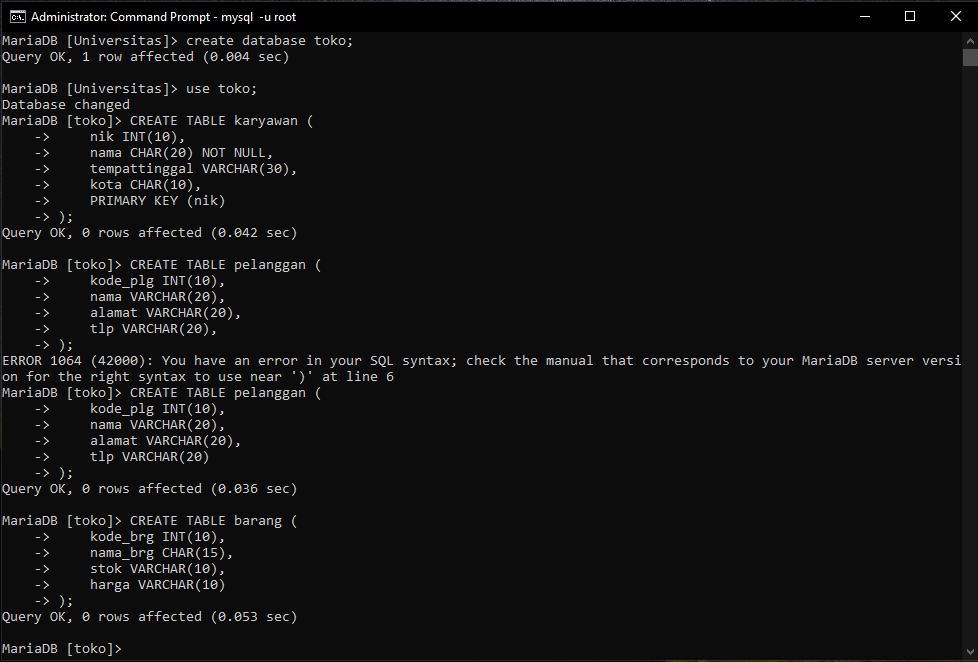 Administrator: Command Prompt - mysql -u root
MariaDB [Universitas]> create database toko;
Query OK, 1 row affected (0.004 sec)
MariaDB [Universitas]> use toko;
Database changed
MariaDB [toko]> CREATE TABLE karyawan (
    ->     nik INT(10),
    ->     nama CHAR(20) NOT NULL,
    ->     tempattinggal VARCHAR(30),
    ->     kota CHAR(10),
    ->     PRIMARY KEY (nik)
    -> );
Query OK, 0 rows affected (0.042 sec)
MariaDB [toko]> CREATE TABLE pelanggan (
    ->     kode_plg INT(10),
    ->     nama VARCHAR(20),
    ->     alamat VARCHAR(20),
    ->     tlp VARCHAR(20),
    -> );
ERROR 1064 (42000): You have an error in your SQL syntax; check the manual that corresponds to your MariaDB server versi
on for the right syntax to use near ')' at line 6
MariaDB [toko]> CREATE TABLE pelanggan (
    ->     kode_plg INT(10),
    ->     nama VARCHAR(20),
    ->     alamat VARCHAR(20),
    ->     tlp VARCHAR(20)
    -> );
Query OK, 0 rows affected (0.036 sec)
MariaDB [toko]> CREATE TABLE barang (
    ->     kode_brg INT(10),
    ->     nama_brg CHAR(15),
    ->     stok VARCHAR(10),
    ->     harga VARCHAR(10)
    -> );
Query OK, 0 rows affected (0.053 sec)
MariaDB [toko]>